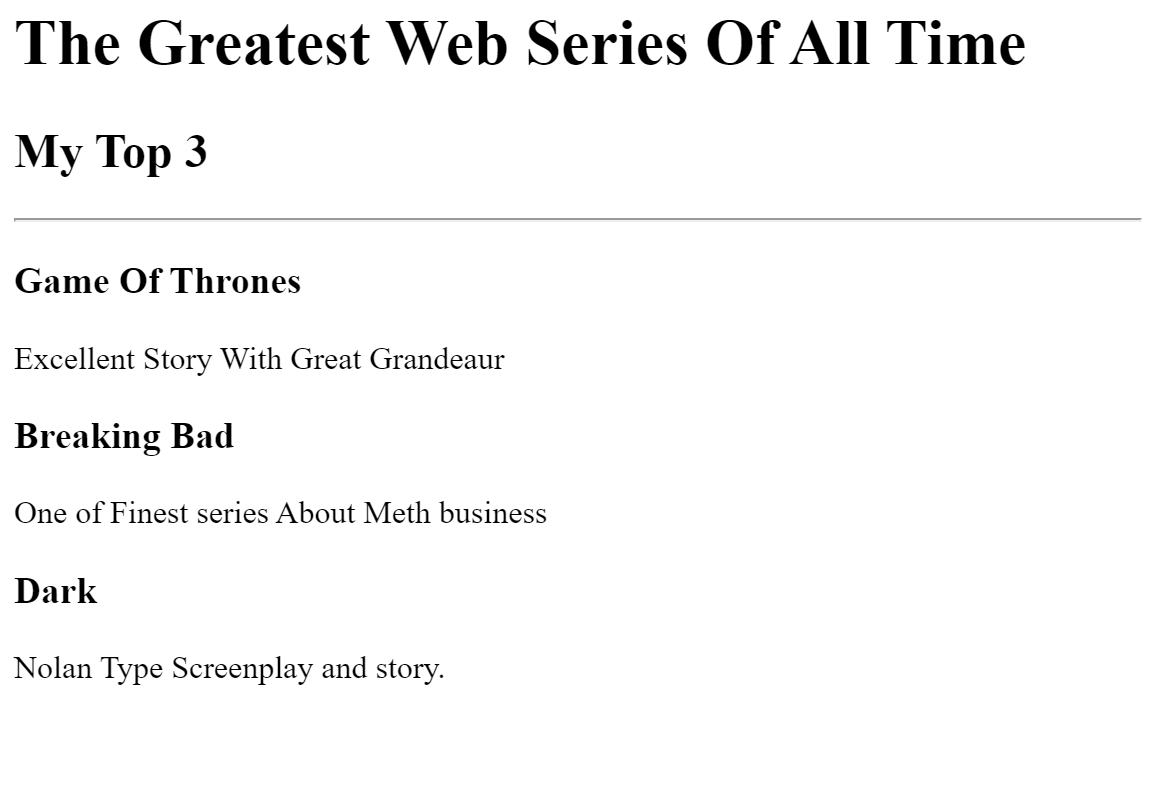 The Greatest Web Series Of All Time
My Top 3
Game Of Thrones
Excellent Story With Great Grandeaur
Breaking Bad
One of Finest series About Meth business
Dark
Nolan Type Screenplay and story.